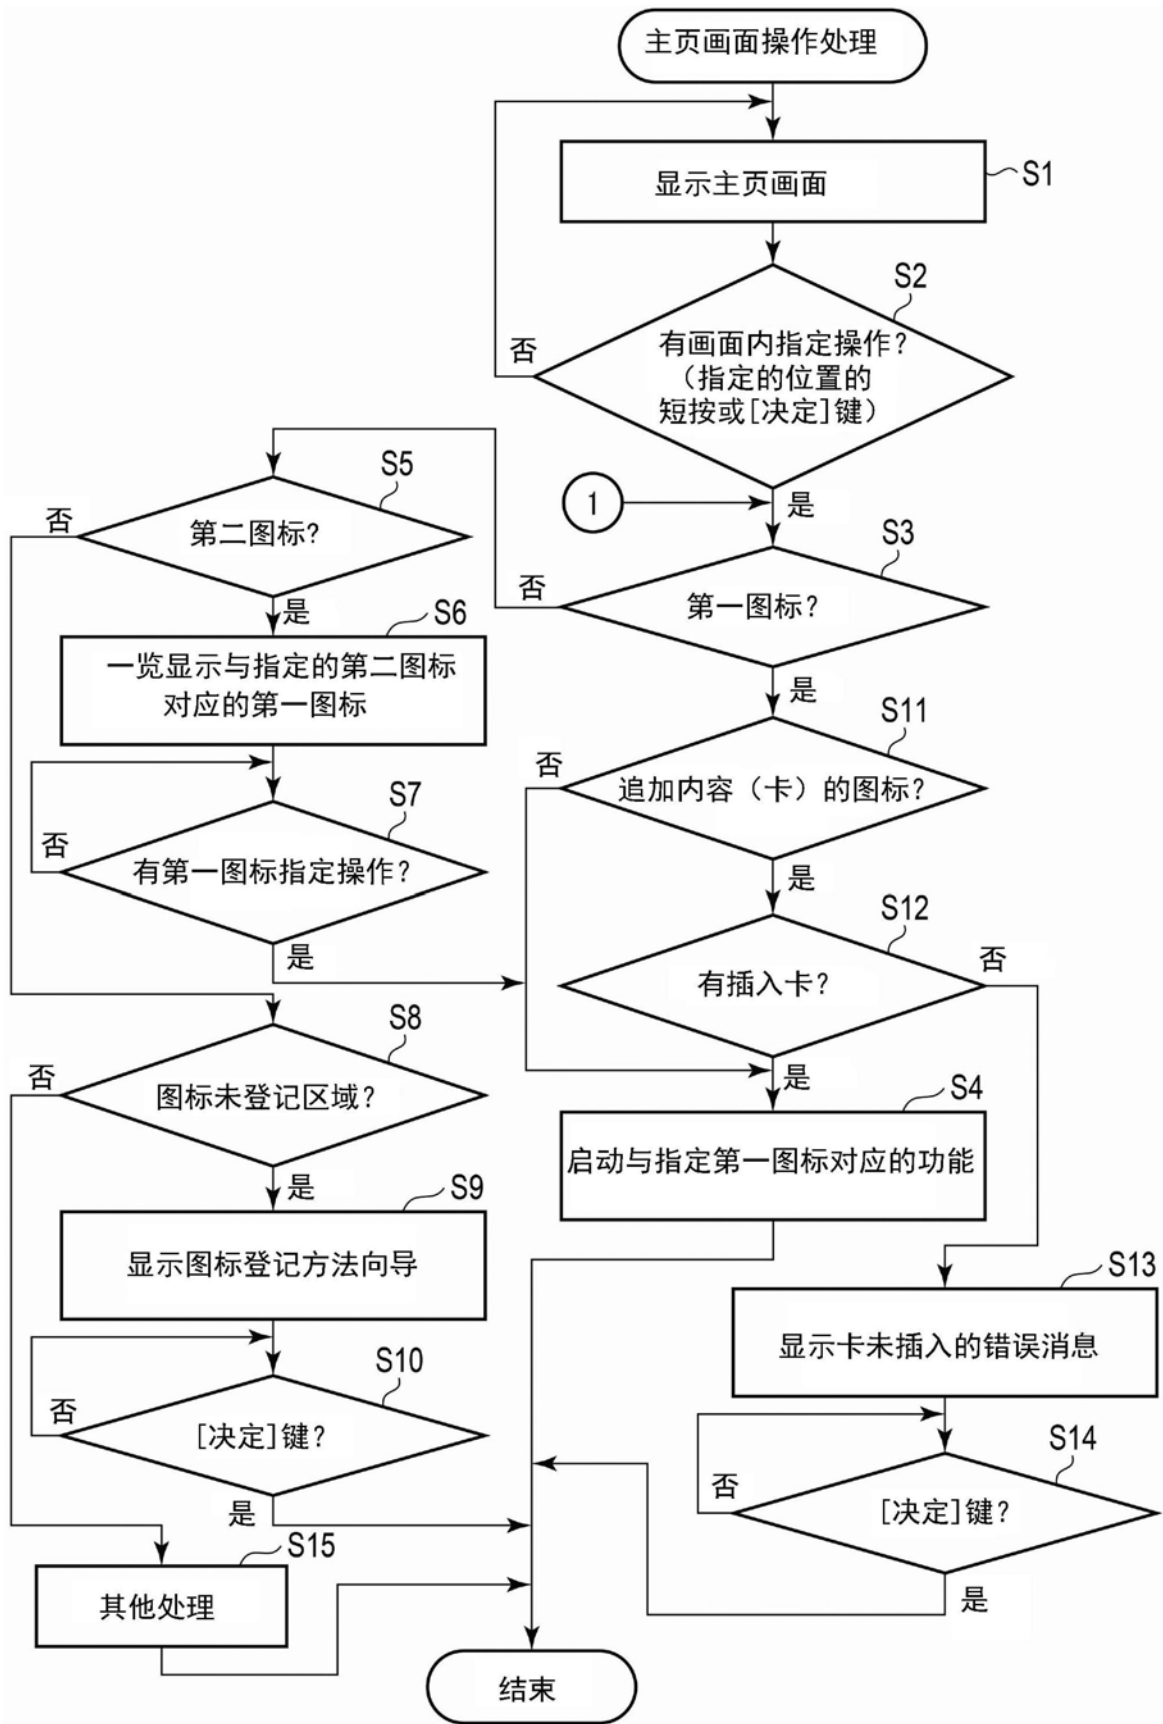 主页画面操作处理
显示主页画面
S1
S2
有画面内指定操作？
（指定的位置的
短按或[决定]键）
否
是
1
S3
第一图标？
否
是
S5
第二图标？
否
是
S6
一览显示与指定的第二图标
对应的第一图标
S7
有第一图标指定操作？
否
是
S11
追加内容（卡）的图标？
否
是
S12
有插入卡？
否
是
S8
图标未登记区域？
否
是
S4
启动与指定第一图标对应的功能
S9
显示图标登记方法向导
S13
显示卡未插入的错误消息
S10
[决定]键？
否
是
S14
[决定]键？
否
是
S15
其他处理
结束